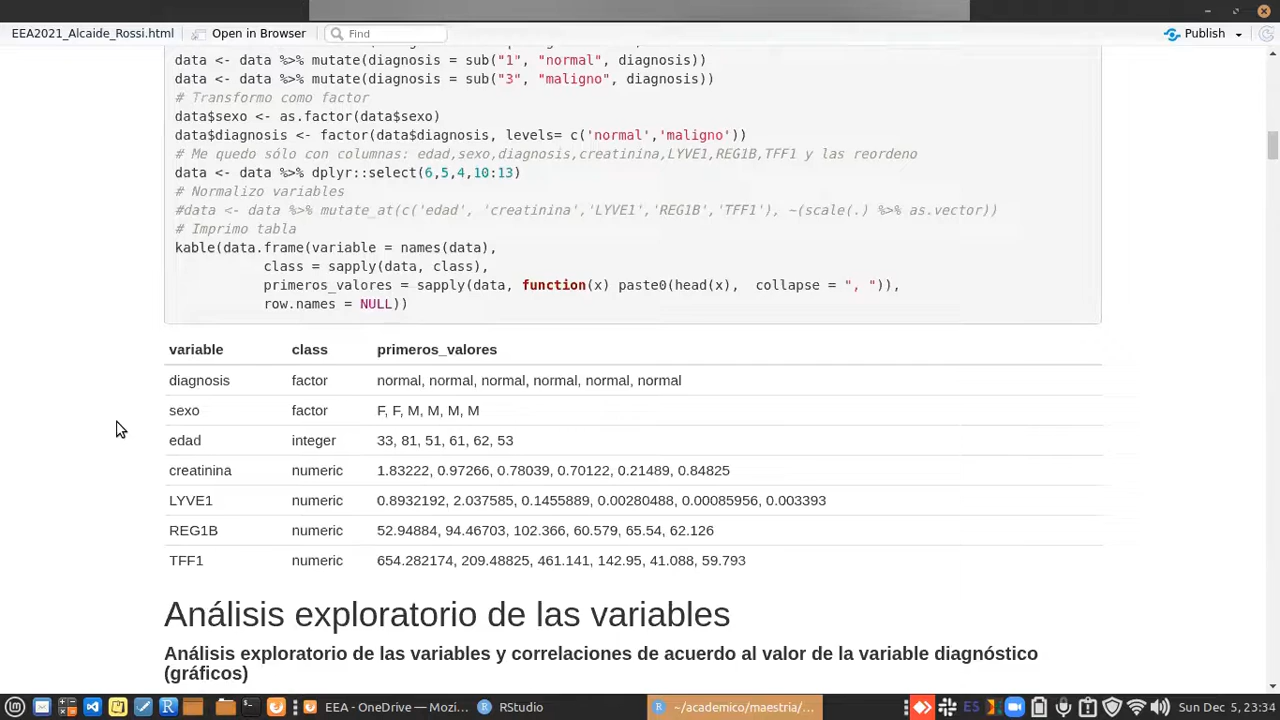 EEA2021_Alcaide_Rossi.html
Open in Browser
Find
Publish
data <- data %>% mutate(diagnosis = sub("1", "normal", diagnosis))
data <- data %>% mutate(diagnosis = sub("3", "maligno", diagnosis))
# Transformo como factor
data$sexo <- as.factor(data$sexo)
data$diagnosis <- factor(data$diagnosis, levels= c('normal','maligno'))
# Me quedo sólo con columnas: edad,sexo,diagnosis,creatinina,LYVE1,REG1B,TFF1 y las reordeno
data <- data %>% dplyr::select(6,5,4,10:13)
# Normalizo variables
#data <- data %>% mutate_at(c('edad', 'creatinina','LYVE1','REG1B','TFF1'), ~(scale(.) %>% as.vector))
# Imprimo tabla
kable(data.frame(variable = names(data),
class = sapply(data, class),
primeros_valores = sapply(data, function(x) paste0(head(x),  collapse = ", ")),
row.names = NULL))
variable class primeros_valores
diagnosis factor normal, normal, normal, normal, normal, normal
sexo factor F, F, M, M, M, M
edad integer 33, 81, 51, 61, 62, 53
creatinina numeric 1.83222, 0.97266, 0.78039, 0.70122, 0.21489, 0.84825
LYVE1 numeric 0.8932192, 2.037585, 0.1455889, 0.00280488, 0.00085956, 0.003393
REG1B numeric 52.94884, 94.46703, 102.366, 60.579, 65.54, 62.126
TFF1 numeric 654.282174, 209.48825, 461.141, 142.95, 41.088, 59.793
Análisis exploratorio de las variables
Análisis exploratorio de las variables y correlaciones de acuerdo al valor de la variable diagnóstico
(gráficos)
EEA - OneDrive — Mozi...
RStudio
~/academico/maestria/...
ES
Sun Dec 5, 23:34